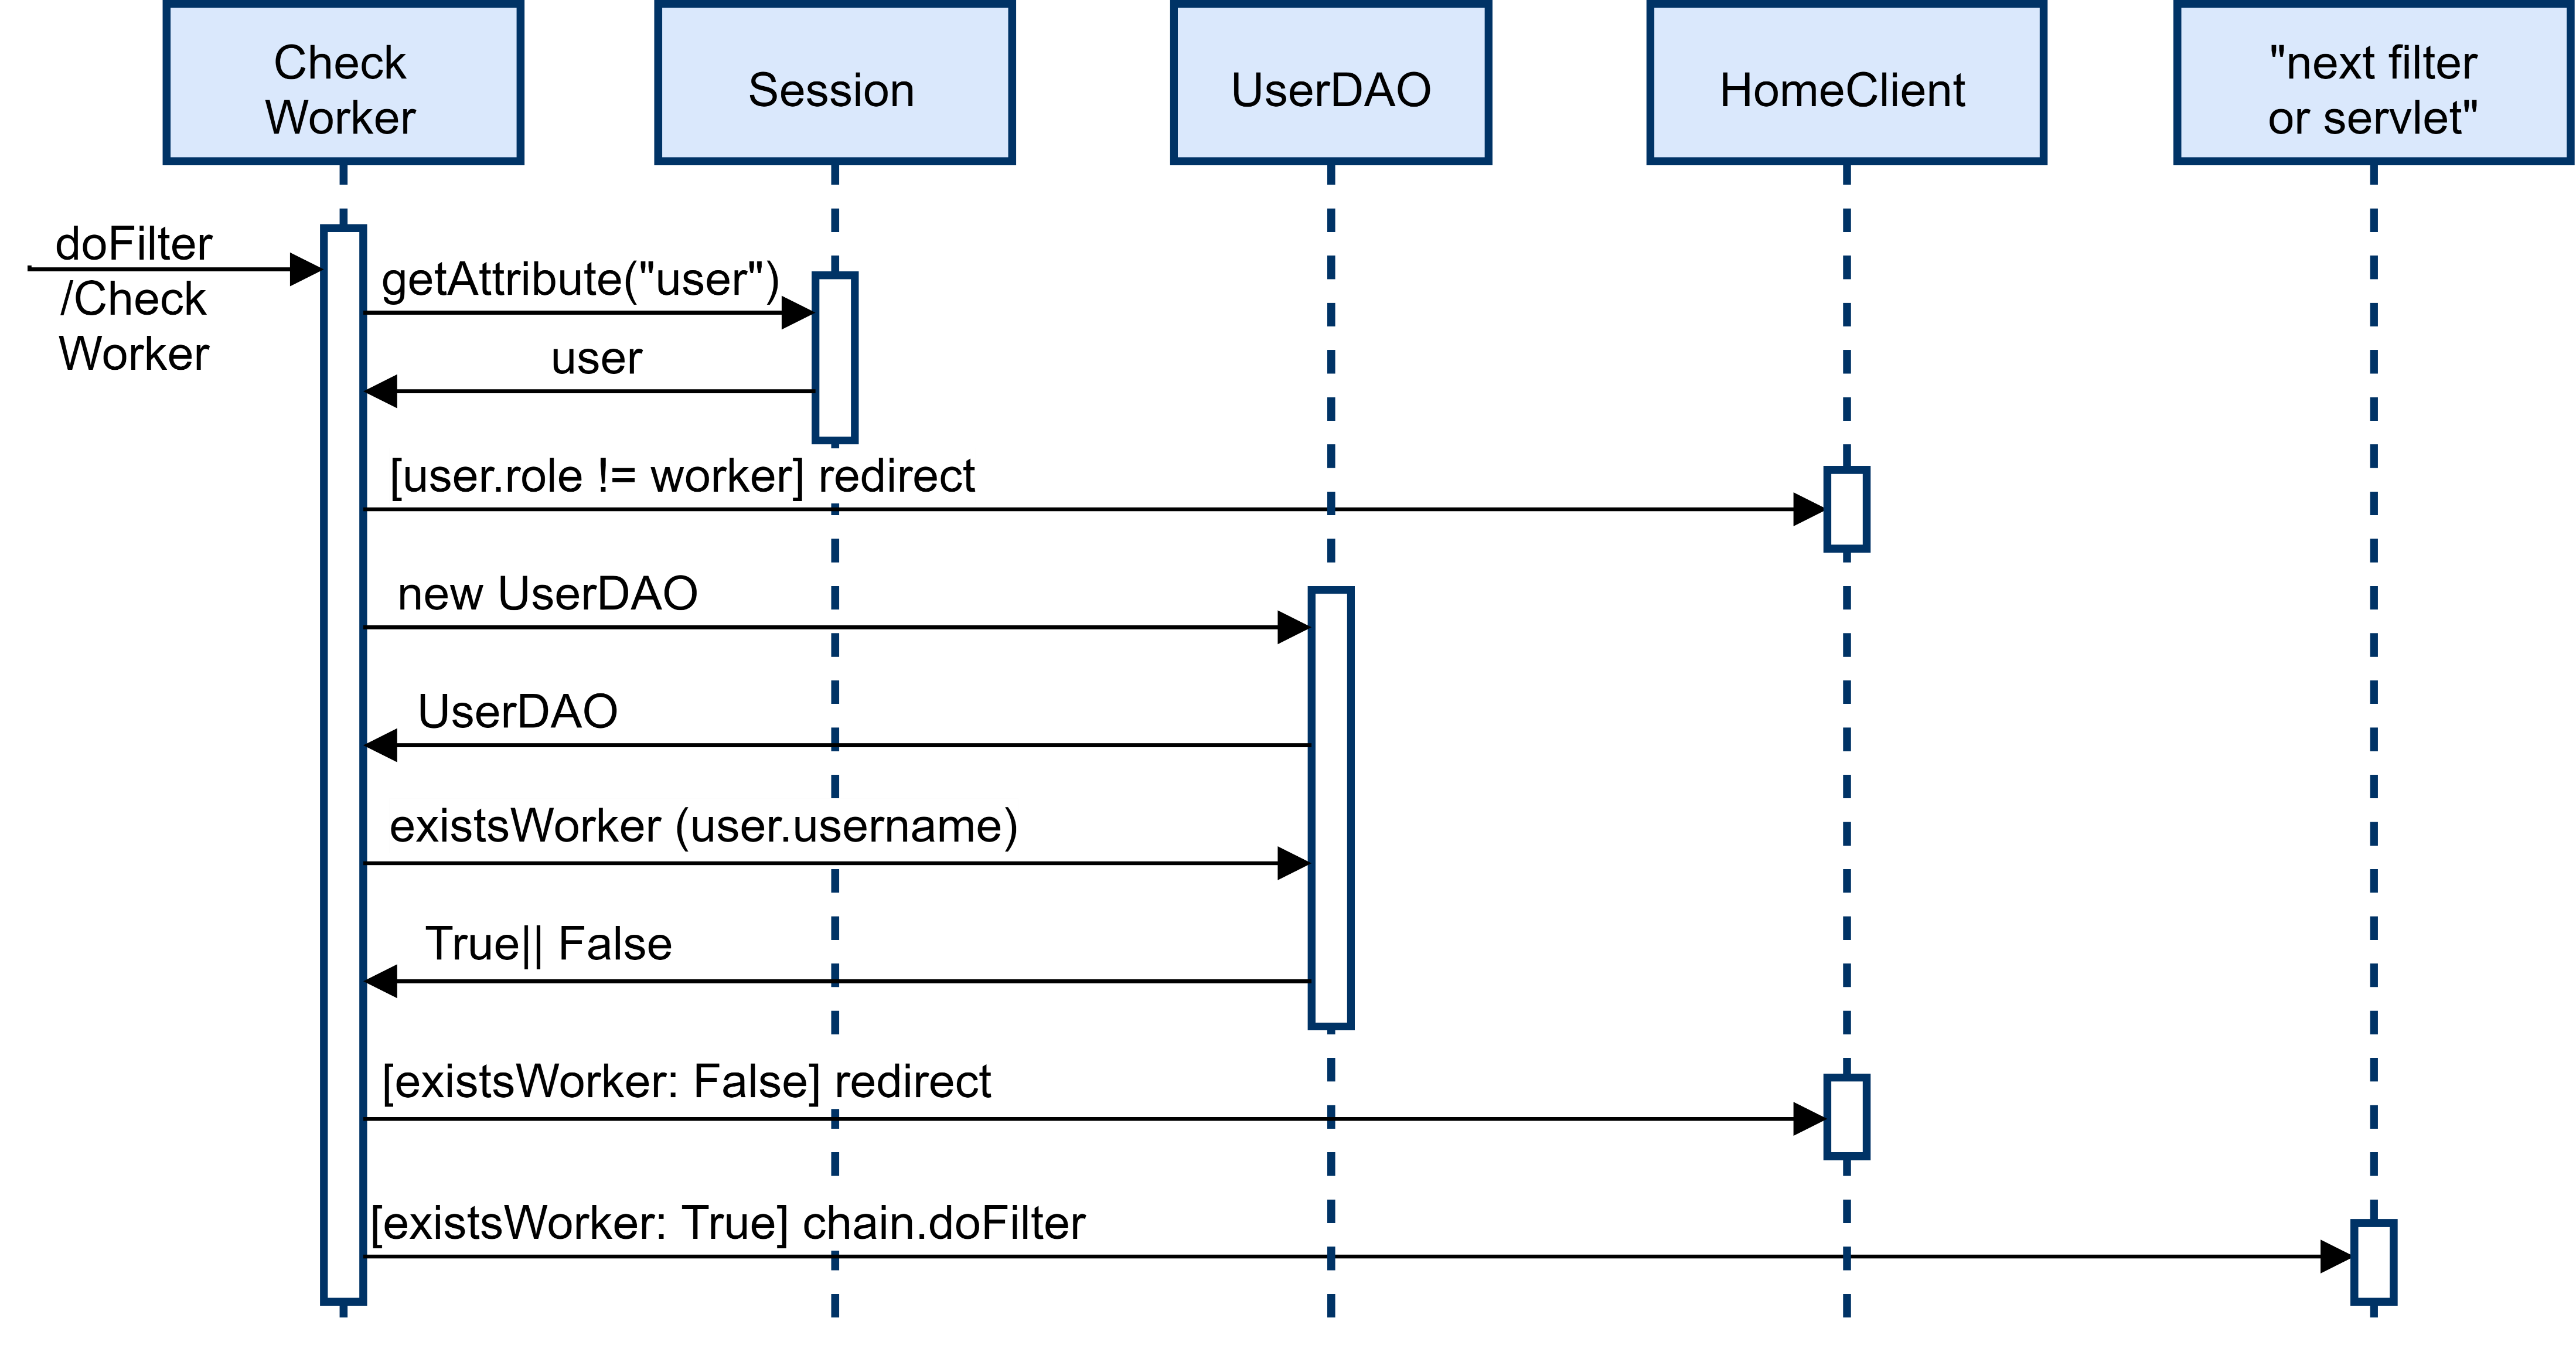 Check
Worker
Session
UserDAO
HomeClient
"next filter
or servlet"
doFilter
/Check
Worker
getAttribute("user")
user
[user.role != worker] redirect
new UserDAO
UserDAO
existsWorker (user.username)
True|| False
[existsWorker: False] redirect
[existsWorker: True] chain.doFilter